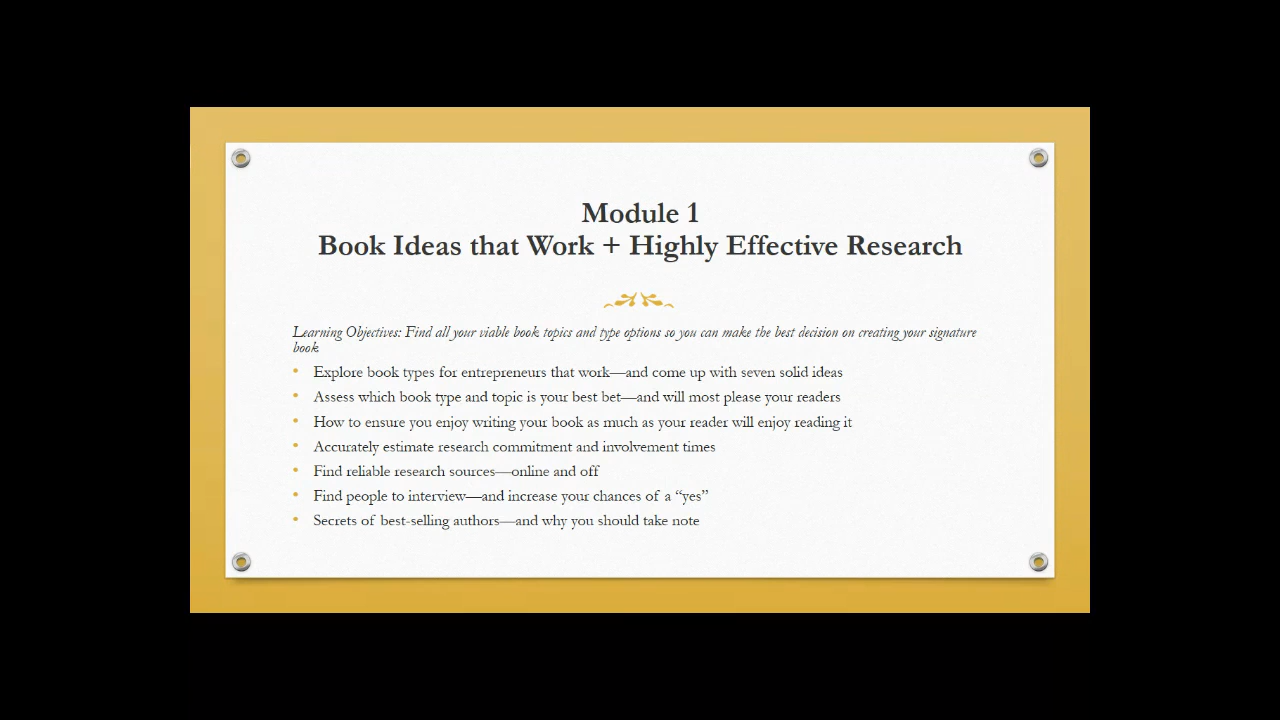 Module 1
Book Ideas that Work + Highly Effective Research
Learning Objectives: Find all your viable book topics and type options so you can make the best decision on creating your signature
book
• Explore book types for entrepreneurs that work—and come up with seven solid ideas
• Assess which book type and topic is your best bet—and will most please your readers
• How to ensure you enjoy writing your book as much as your reader will enjoy reading it
• Accurately estimate research commitment and involvement times
• Find reliable research sources—online and off
• Find people to interview—and increase your chances of a “yes”
• Secrets of best-selling authors—and why you should take note